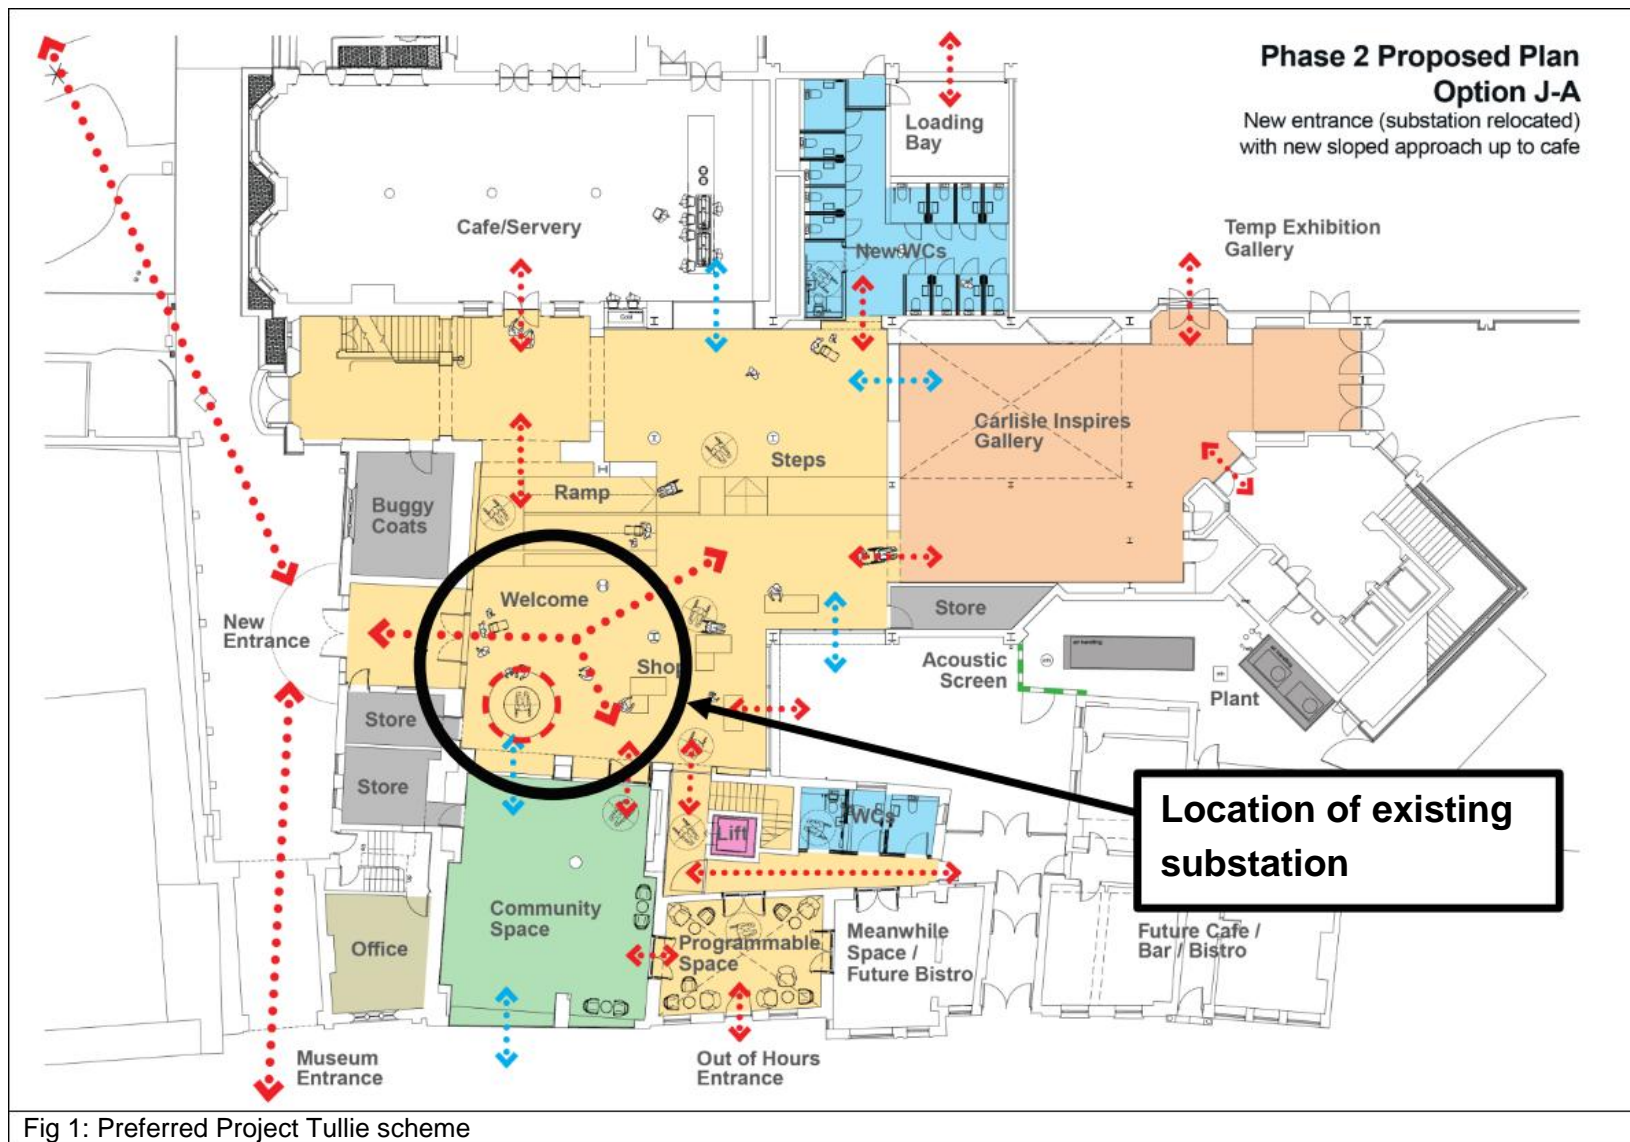 Phase 2 Proposed Plan
Option J-A
New entrance (substation relocated)
with new sloped approach up to cafe
Loading
Bay
Cafe/Servery
New WCs
Temp Exhibition
Gallery
Carlisle Inspires
Gallery
Steps
Ramp
Buggy
Coats
Welcome
New
Entrance
Store
Shop
Acoustic
Screen
Plant
Store
Store
Lift
WCs
Location of existing
substation
Community
Space
Office
Programmable
Space
Meanwhile
Space /
Future Bistro
Future Cafe /
Bar / Bistro
Museum
Entrance
Out of Hours
Entrance
Fig 1: Preferred Project Tullie scheme